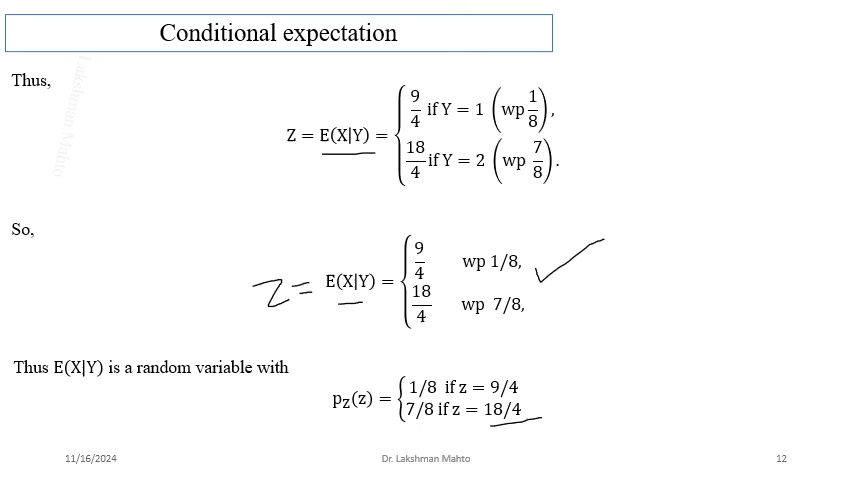 Conditional expectation
Thus,
Lakshman Mahto
Z = E(X|Y) = { 9/4 if Y = 1 (wp 1/8),
18/4 if Y = 2 (wp 7/8).
So,
Z = E(X|Y) = { 9/4 wp 1/8,
18/4 wp 7/8,
Thus E(X|Y) is a random variable with
p_Z(z) = { 1/8 if z = 9/4
7/8 if z = 18/4
11/16/2024 Dr. Lakshman Mahto 12